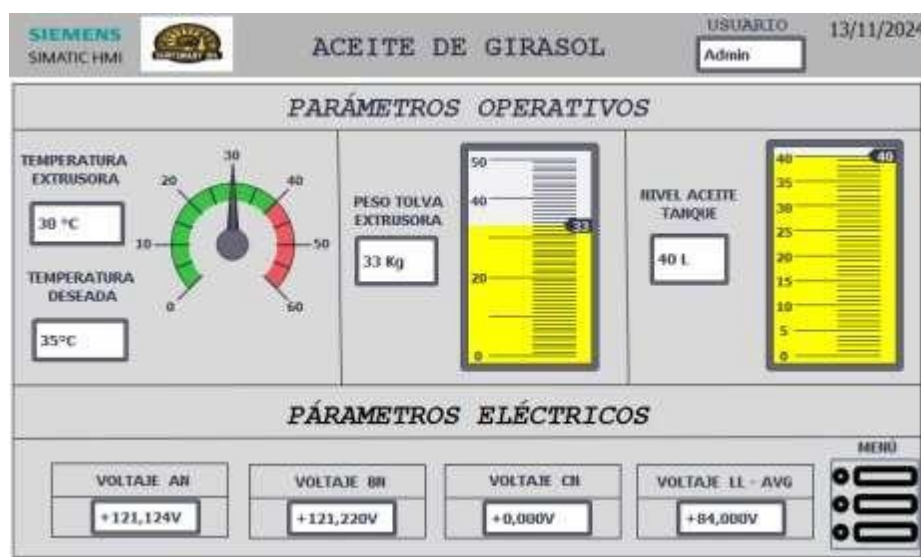 SIEMENS
SIMATIC HMI
ACEITE DE GIRASOL
USUARIO
Admin
13/11/2024
PARÁMETROS OPERATIVOS
TEMPERATURA
EXTRUSORA
30 °C
TEMPERATURA
DESEADA
35°C
0
10
20
30
40
50
60
PESO TOLVA
EXTRUSORA
33 Kg
50
40
33
20
0
NIVEL ACEITE
TANQUE
40 L
40
40
35
30
25
20
15
10
5
0
PÁRAMETROS ELÉCTRICOS
MENÚ
VOLTAJE AN
+121,124V
VOLTAJE BN
+121,220V
VOLTAJE CN
+0,000V
VOLTAJE LL - AVG
+84,000V